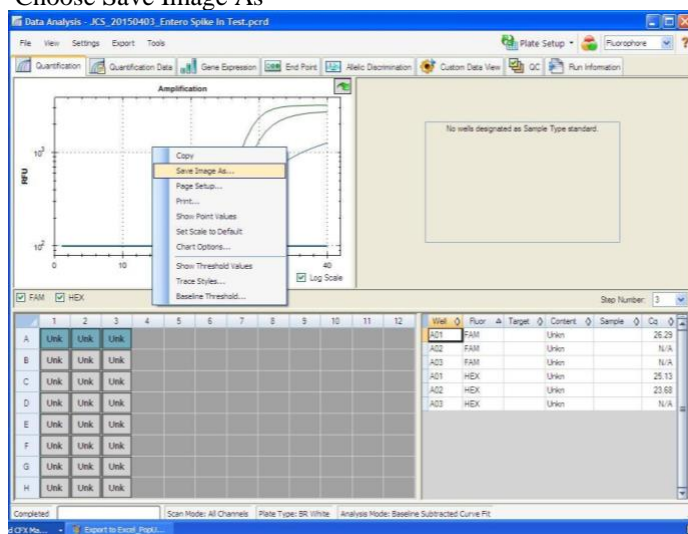 Choose Save Image As
Data Analysis - JCS_20150403_Entero Spike In Test.pcrd
File View Settings Export Tools
Plate Setup Fluorophore ?
Quantification Quantification Data Gene Expression End Point Allelic Discrimination Custom Data View QC Run Information
Amplification
No wells designated as Sample Type standard.
RFU
10³
10²
0 10 40
Copy
Save Image As...
Page Setup...
Print...
Show Point Values
Set Scale to Default
Chart Options...
Show Threshold Values
Trace Styles...
Baseline Threshold...
Log Scale
FAM HEX
Step Number: 3
1 2 3 4 5 6 7 8 9 10 11 12
A Unk Unk Unk
B Unk Unk Unk
C Unk Unk Unk
D Unk Unk Unk
E Unk Unk Unk
F Unk Unk Unk
G Unk Unk Unk
H Unk Unk Unk
Well Fluor Target Content Sample Cq
A01 FAM Unkn 26.29
A02 FAM Unkn N/A
A03 FAM Unkn N/A
A01 HEX Unkn 25.13
A02 HEX Unkn 23.68
A03 HEX Unkn N/A
Completed Scan Mode: All Channels Plate Type: BR White Analysis Mode: Baseline Subtracted Curve Fit
d CFX Ma... Export to Excel_PopU...